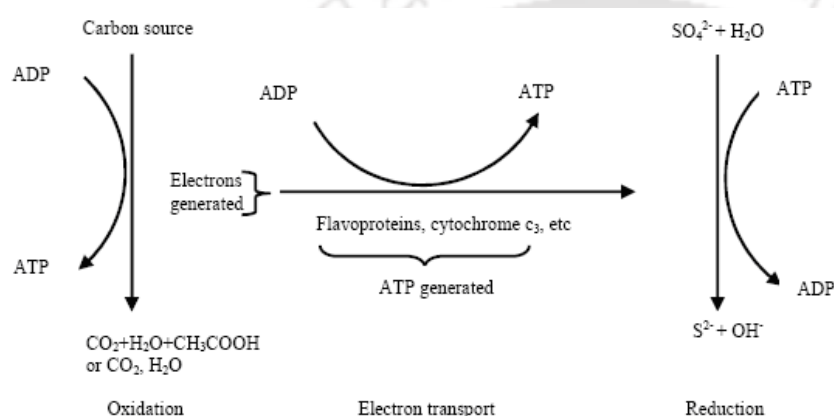 Carbon source
SO₄²⁻ + H₂O
ADP
ADP
ATP
ATP
Electrons
generated
Flavoproteins, cytochrome c₃, etc
ATP generated
ATP
ADP
CO₂+H₂O+CH₃COOH
or CO₂, H₂O
S²⁻ + OH⁻
Oxidation
Electron transport
Reduction